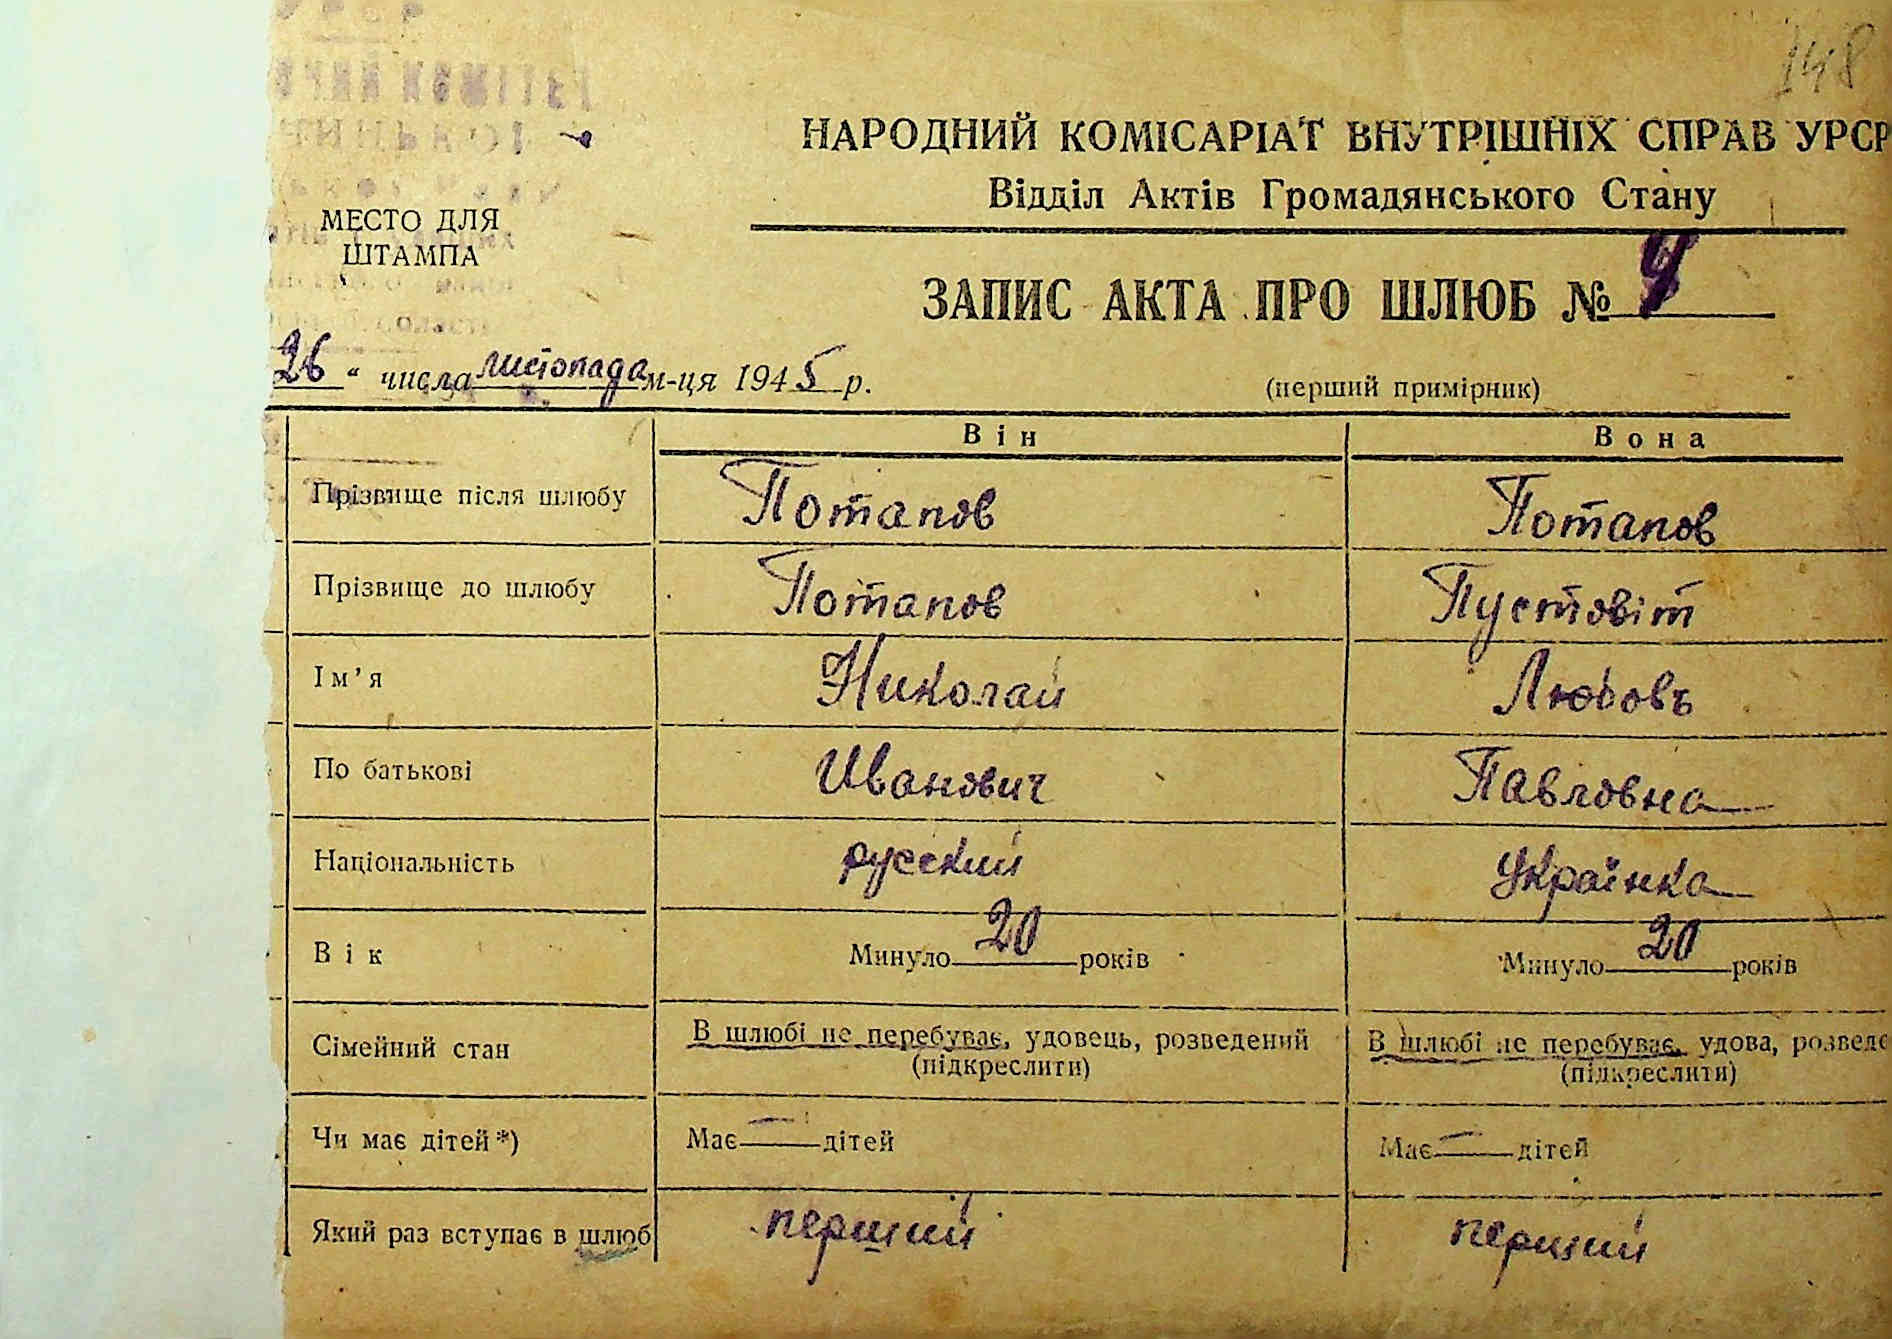 148
УРСР
НАРОДНИЙ КОМІСАРІАТ ВНУТРІШНІХ СПРАВ УРСР
Відділ Актів Громадянського Стану
МЕСТО ДЛЯ
ШТАМПА
ЗАПИС АКТА ПРО ШЛЮБ №
26 " числа листопада м-ця 1945 р.
(перший примірник)
Він Вона
Прізвище після шлюбу Потапов Потапов
Прізвище до шлюбу Потапов Пустовіт
Ім'я Николай Любовъ
По батькові Иванович Павловна
Національність русский Українка
Вік Минуло 20 років Минуло 20 років
Сімейний стан В шлюбі не перебуває, удовець, розведений В шлюбі не перебуває, удова, розведе
(підкреслити) (підкреслити)
Чи має дітей *) Має — дітей Має — дітей
Який раз вступає в шлюб перший перший